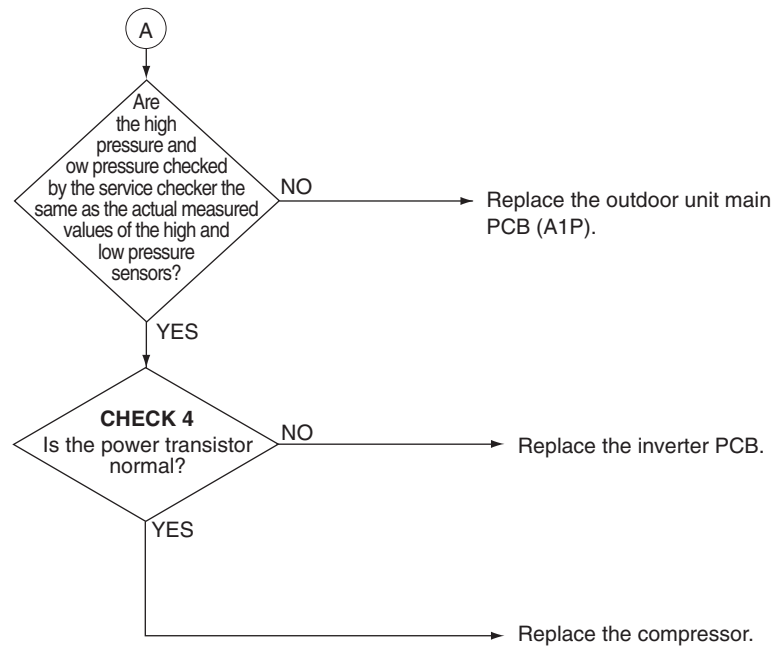 A
Are
the high
pressure and
ow pressure checked
by the service checker the
same as the actual measured
values of the high and
low pressure
sensors?
NO
Replace the outdoor unit main
PCB (A1P).
YES
CHECK 4
Is the power transistor
normal?
NO
Replace the inverter PCB.
YES
Replace the compressor.